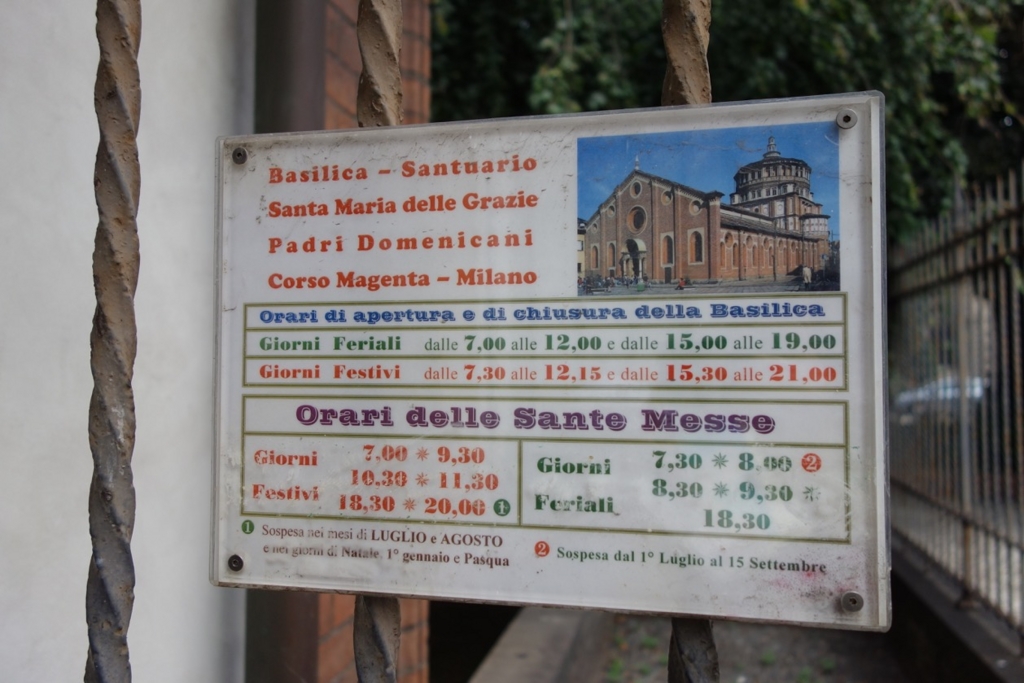 Basilica – Santuario
Santa Maria delle Grazie
Padri Domenicani
Corso Magenta – Milano
Orari di apertura e di chiusura della Basilica
Giorni Feriali dalle 7,00 alle 12,00 e dalle 15,00 alle 19,00
Giorni Festivi dalle 7,30 alle 12,15 e dalle 15,30 alle 21,00
Orari delle Sante Messe
Giorni Festivi
7,00 * 9,30
10,30 * 11,30
18,30 * 20,00 1
Giorni Feriali
7,30 * 8,00 2
8,30 * 9,30 *
18,30
1 Sospesa nei mesi di LUGLIO e AGOSTO
e nei giorni di Natale, 1° gennaio e Pasqua
2 Sospesa dal 1° Luglio al 15 Settembre